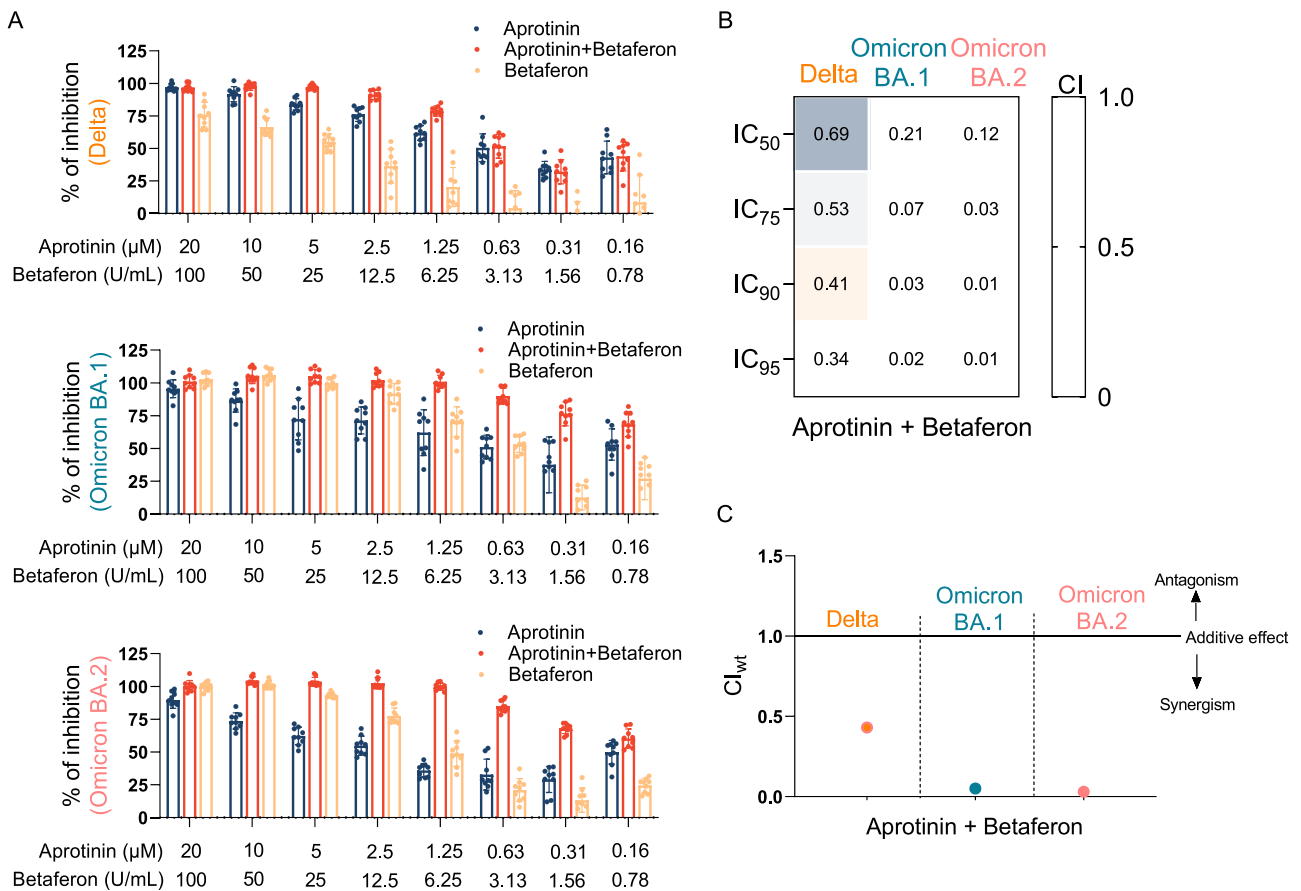 A
Aprotinin
Aprotinin+Betaferon
Betaferon
% of inhibition
(Delta)
125
100
75
50
25
0
Aprotinin (µM) 20 10 5 2.5 1.25 0.63 0.31 0.16
Betaferon (U/mL) 100 50 25 12.5 6.25 3.13 1.56 0.78
Aprotinin
Aprotinin+Betaferon
Betaferon
% of inhibition
(Omicron BA.1)
125
100
75
50
25
0
Aprotinin (µM) 20 10 5 2.5 1.25 0.63 0.31 0.16
Betaferon (U/mL) 100 50 25 12.5 6.25 3.13 1.56 0.78
Aprotinin
Aprotinin+Betaferon
Betaferon
% of inhibition
(Omicron BA.2)
125
100
75
50
25
0
Aprotinin (µM) 20 10 5 2.5 1.25 0.63 0.31 0.16
Betaferon (U/mL) 100 50 25 12.5 6.25 3.13 1.56 0.78
B
Delta
Omicron
BA.1
Omicron
BA.2
CI
IC50 0.69 0.21 0.12
IC75 0.53 0.07 0.03
IC90 0.41 0.03 0.01
IC95 0.34 0.02 0.01
1.0
0.5
0
Aprotinin + Betaferon
C
CIwt
1.5
1.0
0.5
0.0
Delta
Omicron
BA.1
Omicron
BA.2
Antagonism
Additive effect
Synergism
Aprotinin + Betaferon